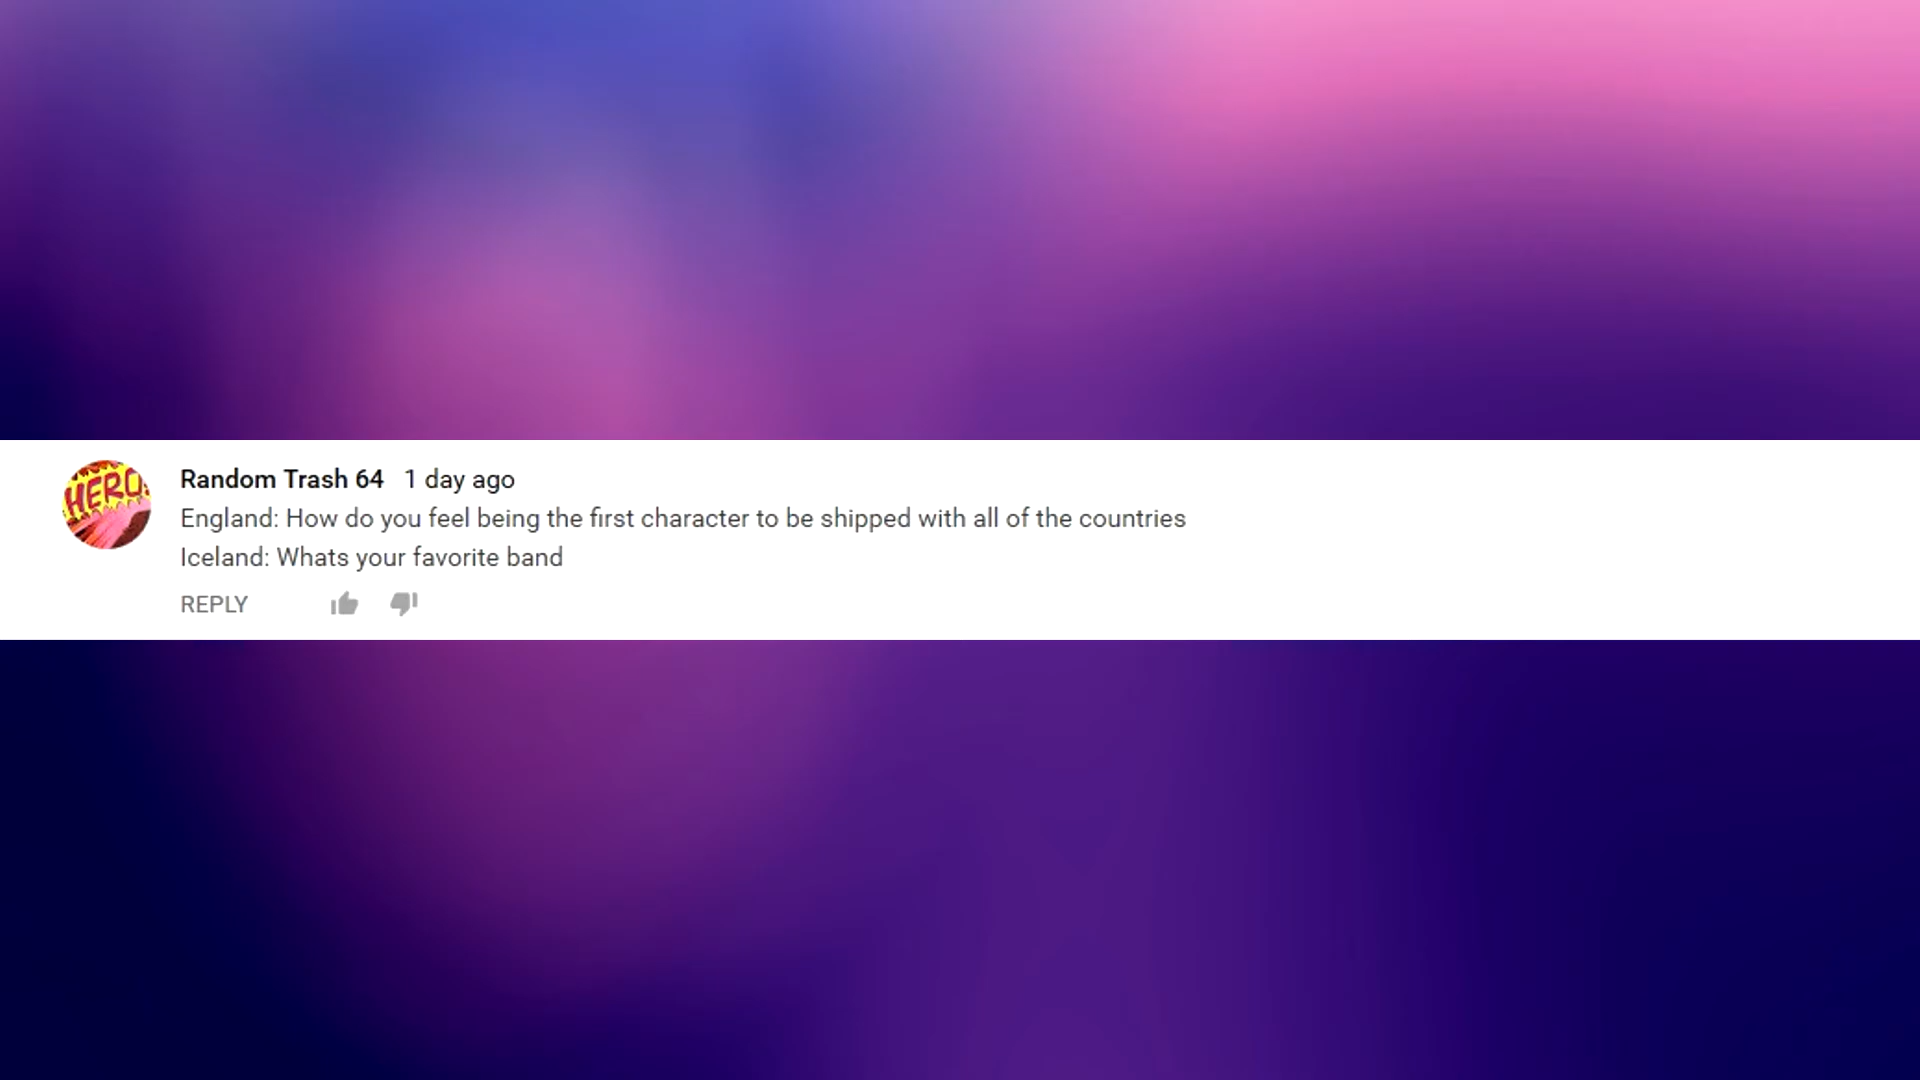 HERO
Random Trash 64 1 day ago
England: How do you feel being the first character to be shipped with all of the countries
Iceland: Whats your favorite band
REPLY